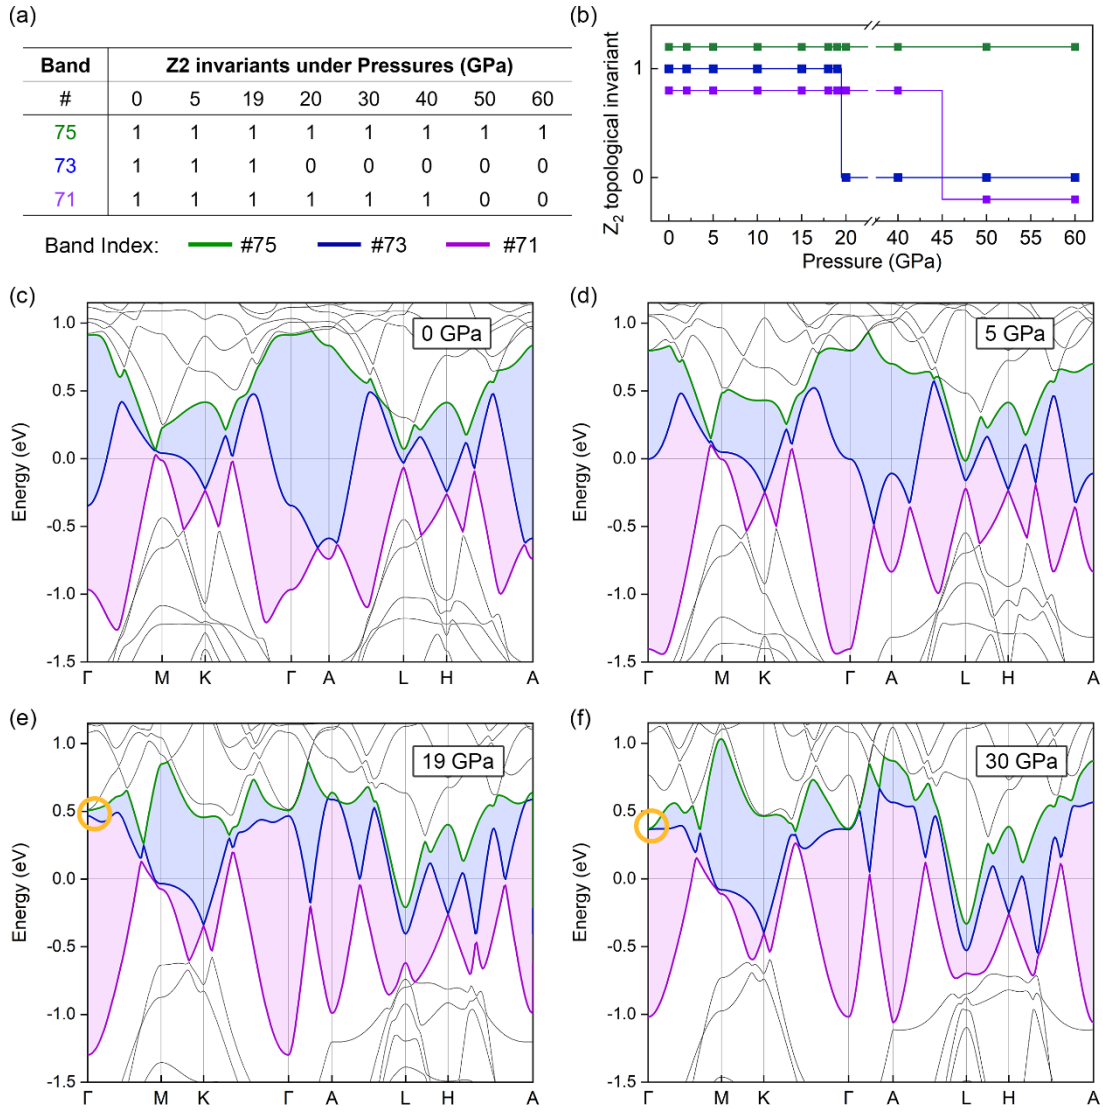 (a)
Band Z2 invariants under Pressures (GPa)
# 0 5 19 20 30 40 50 60
75 1 1 1 1 1 1 1 1
73 1 1 1 0 0 0 0 0
71 1 1 1 1 1 1 0 0
Band Index: #75 #73 #71
(b)
Z₂ topological invariant
1
0
0 5 10 15 20 40 45 50 55 60
Pressure (GPa)
(c)
0 GPa
Energy (eV)
1.0
0.5
0.0
-0.5
-1.0
-1.5
Γ M K Γ A L H A
(d)
5 GPa
Energy (eV)
1.0
0.5
0.0
-0.5
-1.0
-1.5
Γ M K Γ A L H A
(e)
19 GPa
Energy (eV)
1.0
0.5
0.0
-0.5
-1.0
-1.5
Γ M K Γ A L H A
(f)
30 GPa
Energy (eV)
1.0
0.5
0.0
-0.5
-1.0
-1.5
Γ M K Γ A L H A